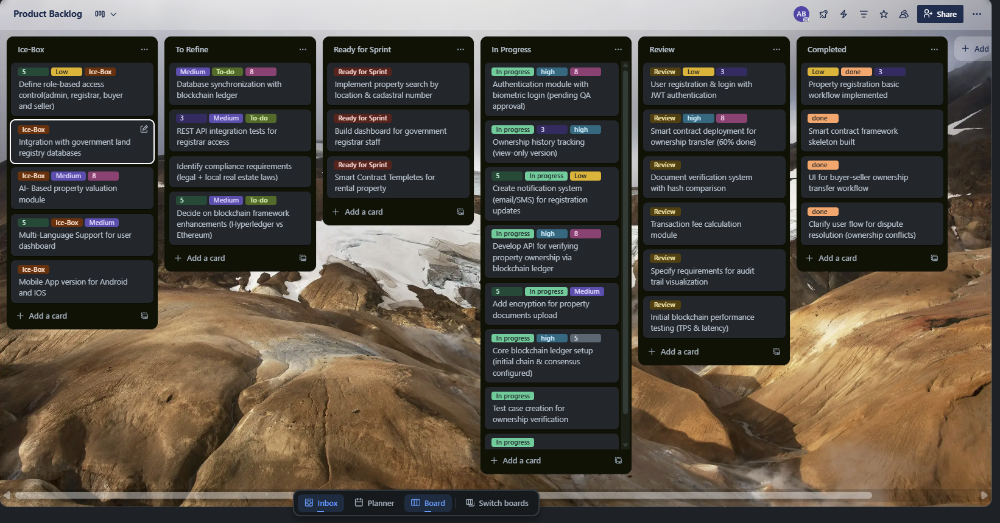 Product Backlog
AB
Share
Ice-Box
5 Low Ice-Box
Define role-based access
control(admin, registrar, buyer
and seller)
Ice-Box
Intgration with government land
registry databases
Ice-Box Medium 8
AI- Based property valuation
module
5 Ice-Box Medium
Multi-Language Support for user
dashboard
Ice-Box
Mobile App version for Android
and IOS
Add a card
To Refine
Medium To-do 8
Database synchronization with
blockchain ledger
3 Medium To-do
REST API integration tests for
registrar access
Identify compliance requirements
(legal + local real estate laws)
5 Medium To-do
Decide on blockchain framework
enhancements (Hyperledger vs
Ethereum)
Add a card
Ready for Sprint
Ready for Sprint
Implement property search by
location & cadastral number
Ready for Sprint
Build dashboard for government
registrar staff
Ready for Sprint
Smart Contract Templetes for
rental property
Add a card
In Progress
In progress high 8
Authentication module with
biometric login (pending QA
approval)
In progress 3 high
Ownership history tracking
(view-only version)
5 In progress Low
Create notification system
(email/SMS) for registration
updates
In progress high 8
Develop API for verifying
property ownership via
blockchain ledger
5 In progress Medium
Add encryption for property
documents upload
In progress high 5
Core blockchain ledger setup
(initial chain & consensus
configured)
In progress
Test case creation for
ownership verification
In progress
Add a card
Review
Review Low 3
User registration & login with
JWT authentication
Review high 8
Smart contract deployment for
ownership transfer (60% done)
Review
Document verification system
with hash comparison
Review
Transaction fee calculation
module
Review
Specify requirements for audit
trail visualization
Review
Initial blockchain performance
testing (TPS & latency)
Add a card
Completed
Low done 3
Property registration basic
workflow implemented
done
Smart contract framework
skeleton built
done
UI for buyer-seller ownership
transfer workflow
done
Clarify user flow for dispute
resolution (ownership conflicts)
Add a card
Add
Inbox
Planner
Board
Switch boards